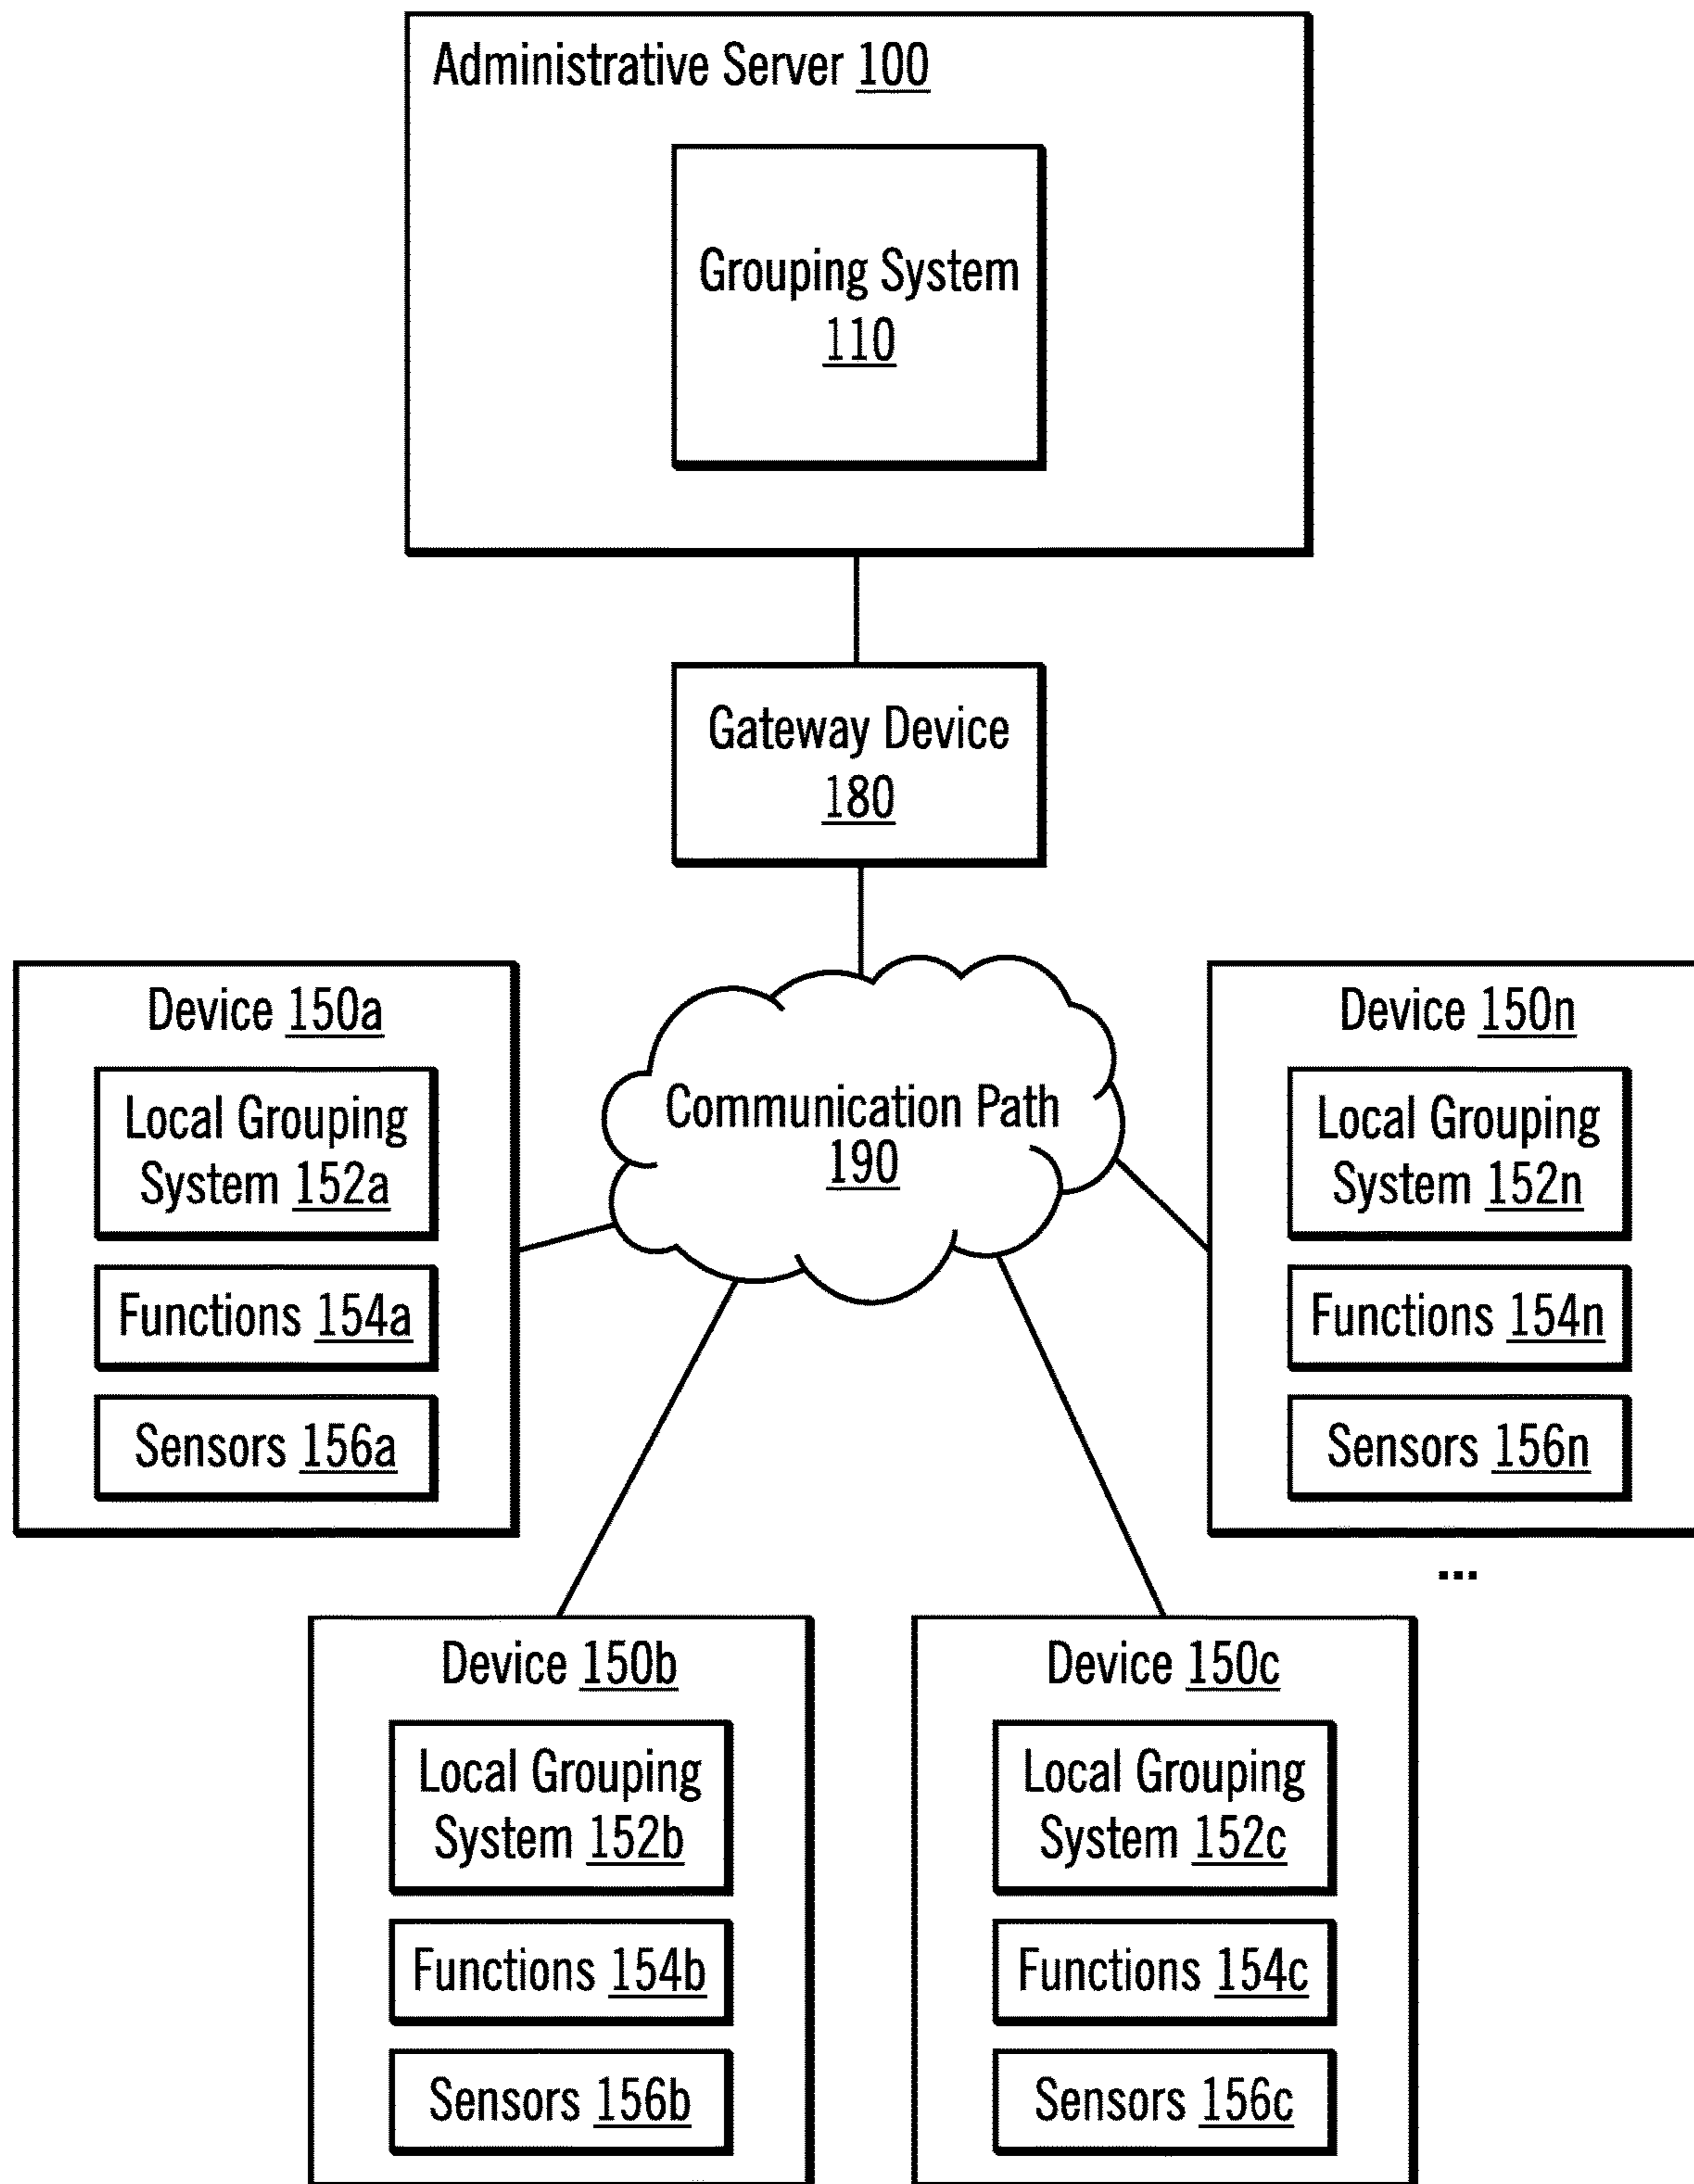 Administrative Server 100
Grouping System
110
Gateway Device
180
Communication Path
190
Device 150a
Local Grouping
System 152a
Functions 154a
Sensors 156a
Device 150n
Local Grouping
System 152n
Functions 154n
Sensors 156n
...
Device 150b
Local Grouping
System 152b
Functions 154b
Sensors 156b
Device 150c
Local Grouping
System 152c
Functions 154c
Sensors 156c